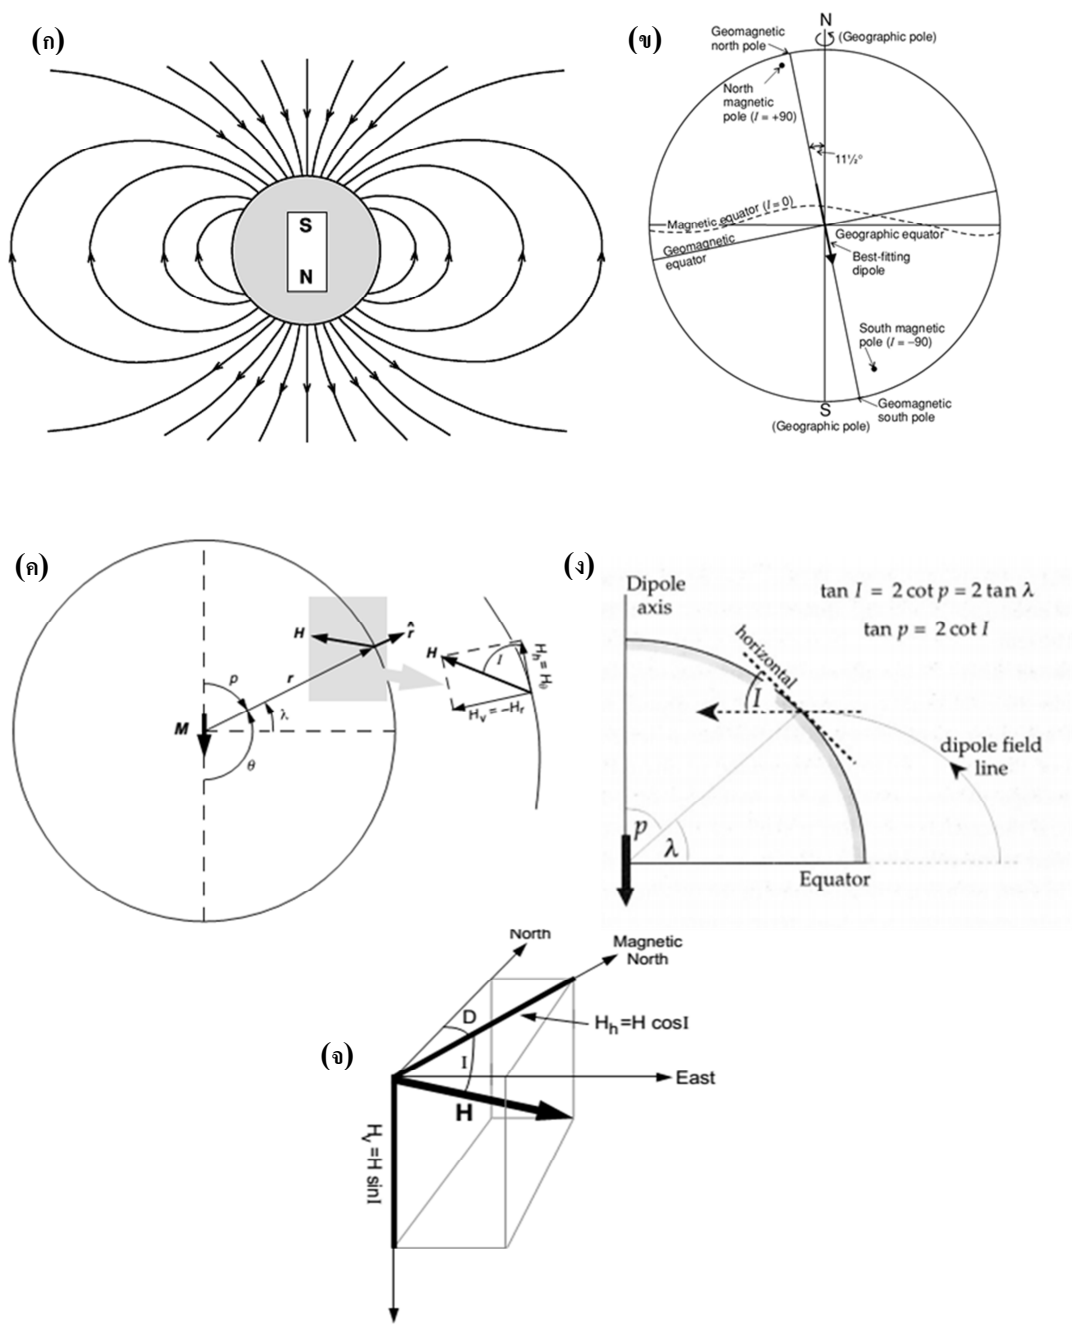 (ก)
S
N
(ข)
N
(Geographic pole)
Geomagnetic
north pole
North
magnetic
pole (I = +90)
11½°
Magnetic equator (I = 0)
Geographic equator
Geomagnetic
equator
Best-fitting
dipole
South magnetic
pole (I = –90)
S
(Geographic pole)
Geomagnetic
south pole
(ค)
H
r̂
p
r
λ
M
θ
H
I
Hₕ = H_θ
Hᵥ = –Hᵣ
(ง)
Dipole
axis
tan I = 2 cot p = 2 tan λ
tan p = 2 cot I
horizontal
I
dipole field
line
p
λ
Equator
(จ)
North
Magnetic
North
D
Hₕ=H cosI
I
East
H
Hᵥ =H sinI